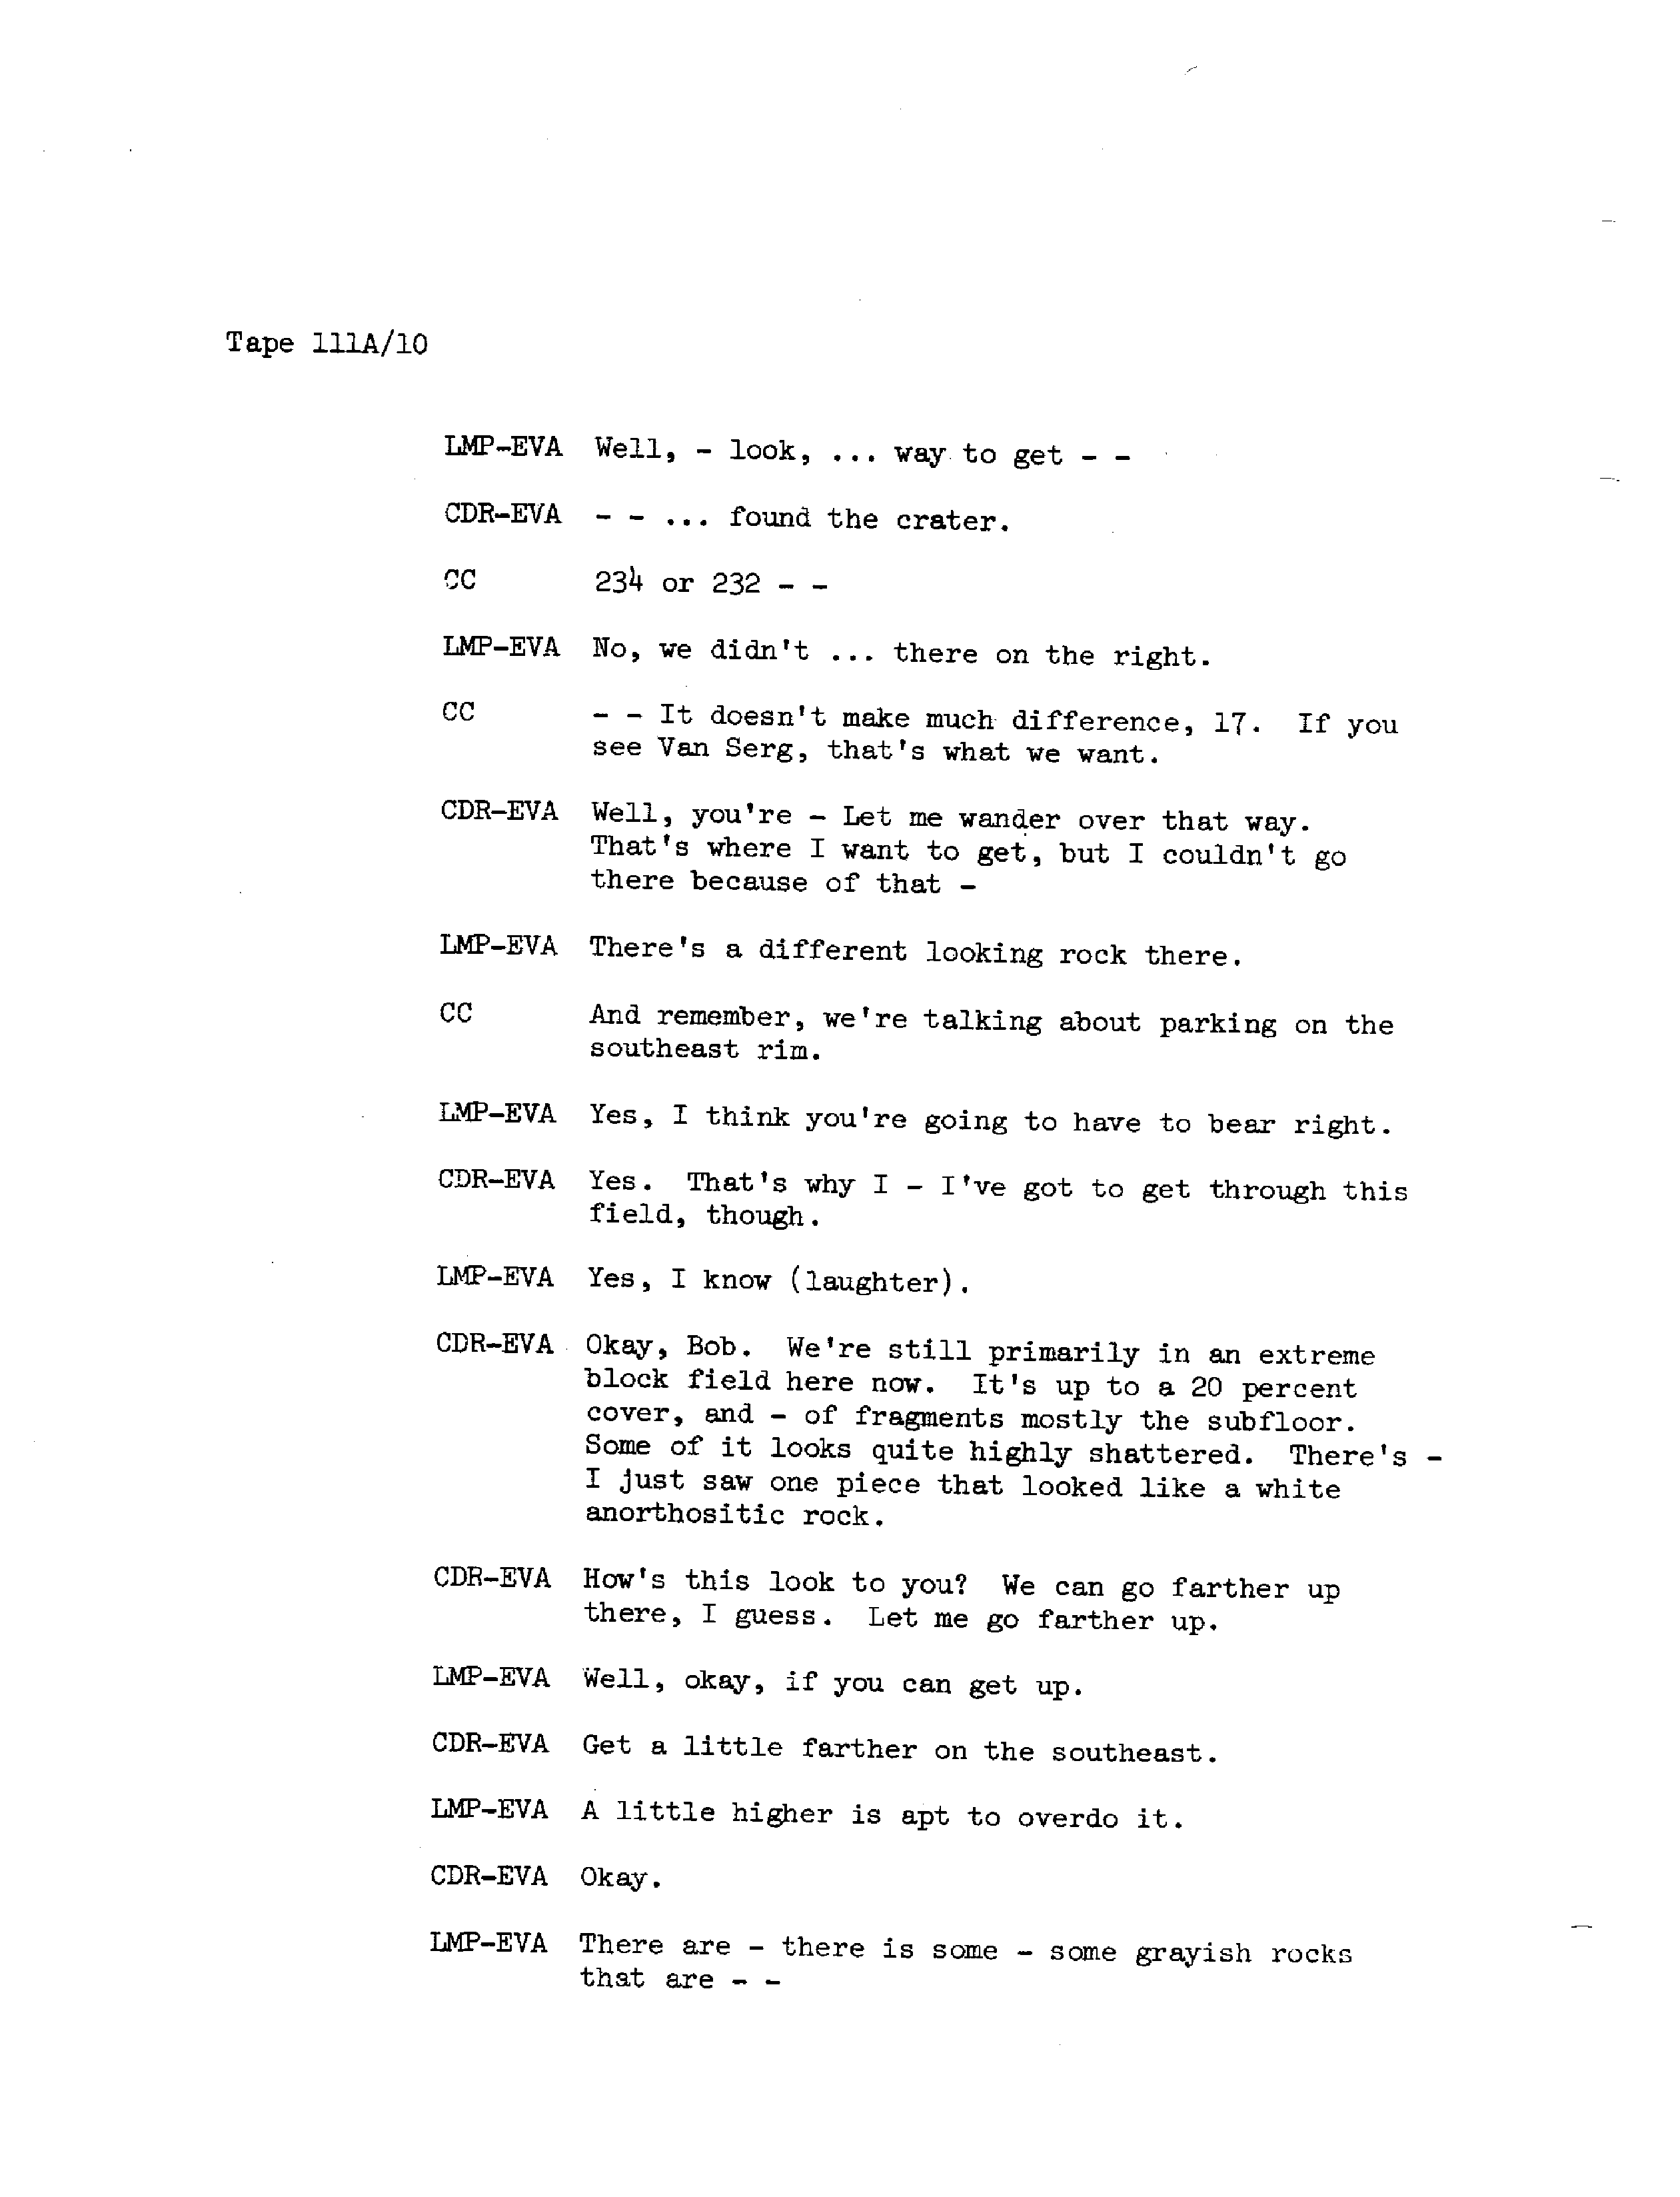 Tape 111A/10
LMP-EVA Well, - look, ... way to get - -
CDR-EVA - - ... found the crater.
CC 234 or 232 - -
LMP-EVA No, we didn't ... there on the right.
CC - - It doesn't make much difference, 17. If you
see Van Serg, that's what we want.
CDR-EVA Well, you're - Let me wander over that way.
That's where I want to get, but I couldn't go
there because of that -
LMP-EVA There's a different looking rock there.
CC And remember, we're talking about parking on the
southeast rim.
LMP-EVA Yes, I think you're going to have to bear right.
CDR-EVA Yes. That's why I - I've got to get through this
field, though.
LMP-EVA Yes, I know (laughter).
CDR-EVA Okay, Bob. We're still primarily in an extreme
block field here now. It's up to a 20 percent
cover, and - of fragments mostly the subfloor.
Some of it looks quite highly shattered. There's -
I just saw one piece that looked like a white
anorthositic rock.
CDR-EVA How's this look to you? We can go farther up
there, I guess. Let me go farther up.
LMP-EVA Well, okay, if you can get up.
CDR-EVA Get a little farther on the southeast.
LMP-EVA A little higher is apt to overdo it.
CDR-EVA Okay.
LMP-EVA There are - there is some - some grayish rocks
that are - -